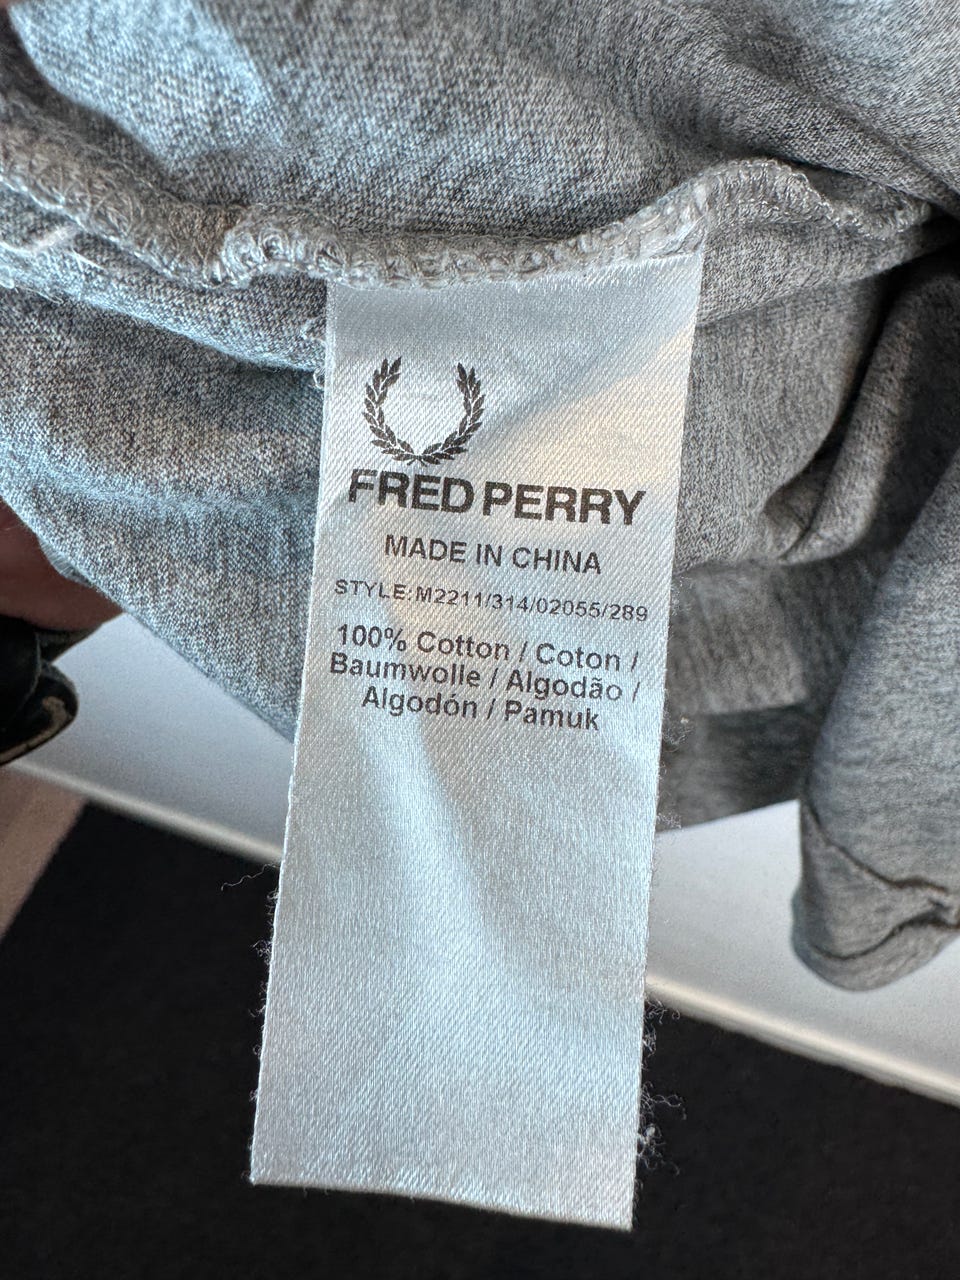 FRED PERRY
MADE IN CHINA
STYLE:M2211/314/02055/289
100% Cotton / Coton /
Baumwolle / Algodão /
Algodón / Pamuk